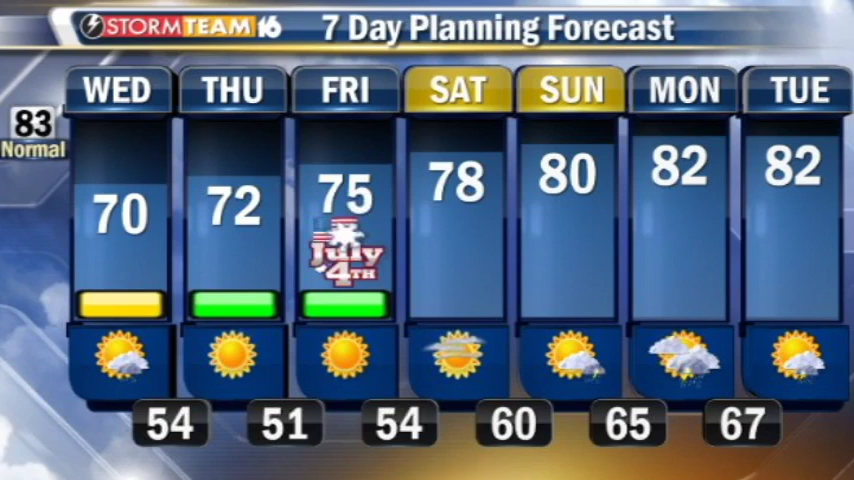 STORMTEAM16 7 Day Planning Forecast
WED THU FRI SAT SUN MON TUE
83
Normal
70 72 75 78 80 82 82
July
4TH
54 51 54 60 65 67